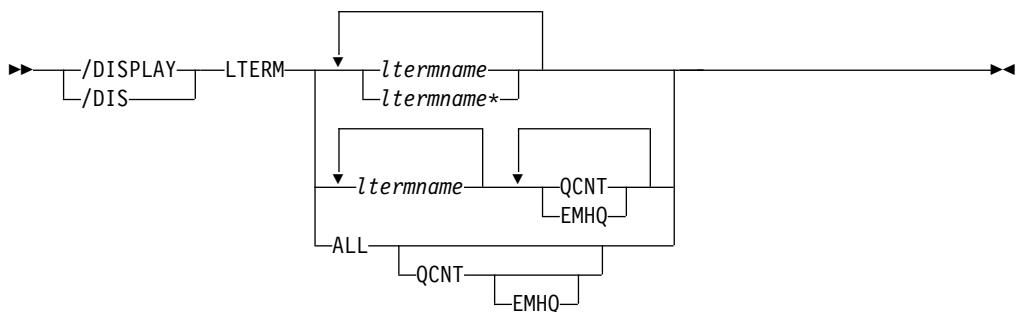 /DISPLAY LTERM ltermname
/DIS ltermname*
ltermname QCNT
EMHQ
ALL
QCNT
EMHQ